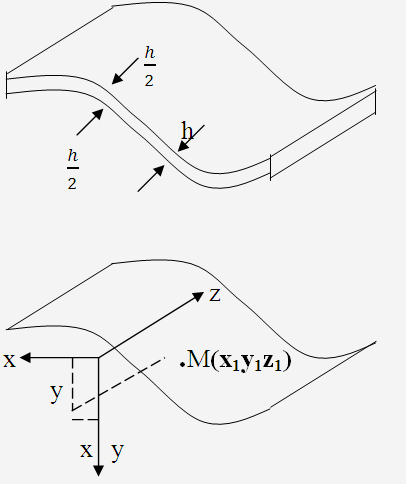 h/2
h
h/2
z
x
.M(x₁y₁z₁)
y
x y